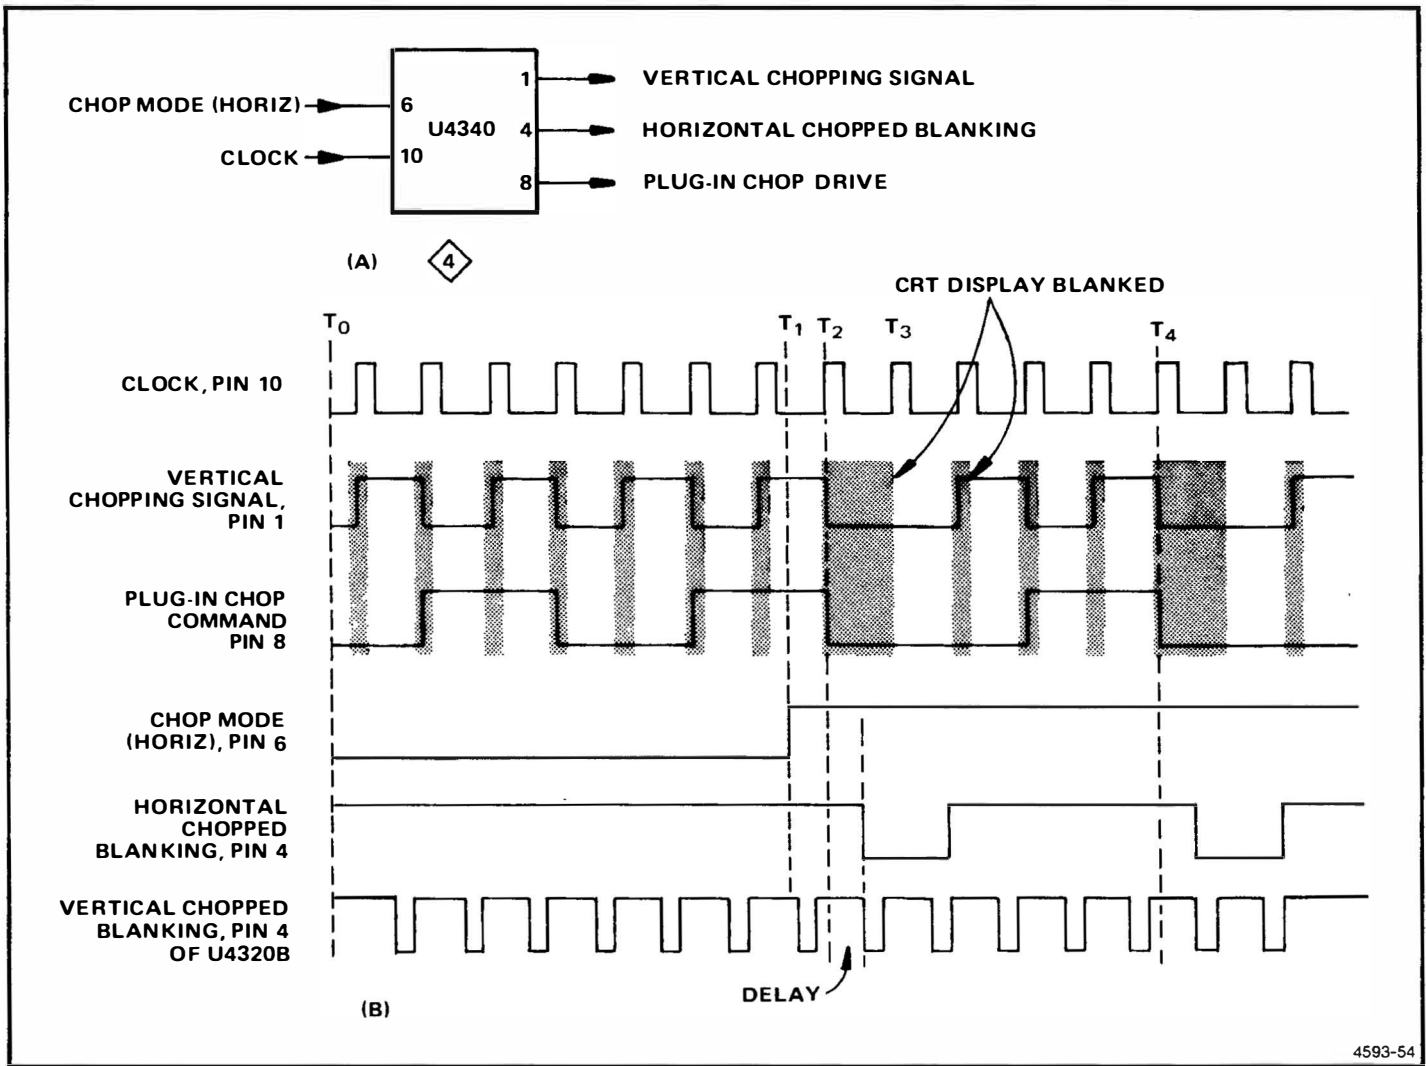 1
VERTICAL CHOPPING SIGNAL
CHOP MODE (HORIZ)
6
U4340
4
HORIZONTAL CHOPPED BLANKING
CLOCK
10
8
PLUG-IN CHOP DRIVE
(A)
4
CRT DISPLAY BLANKED
T0
T1
T2
T3
T4
CLOCK, PIN 10
VERTICAL
CHOPPING SIGNAL,
PIN 1
PLUG-IN CHOP
COMMAND
PIN 8
CHOP MODE
(HORIZ), PIN 6
HORIZONTAL
CHOPPED
BLANKING, PIN 4
VERTICAL CHOPPED
BLANKING, PIN 4
OF U4320B
DELAY
(B)
4593-54